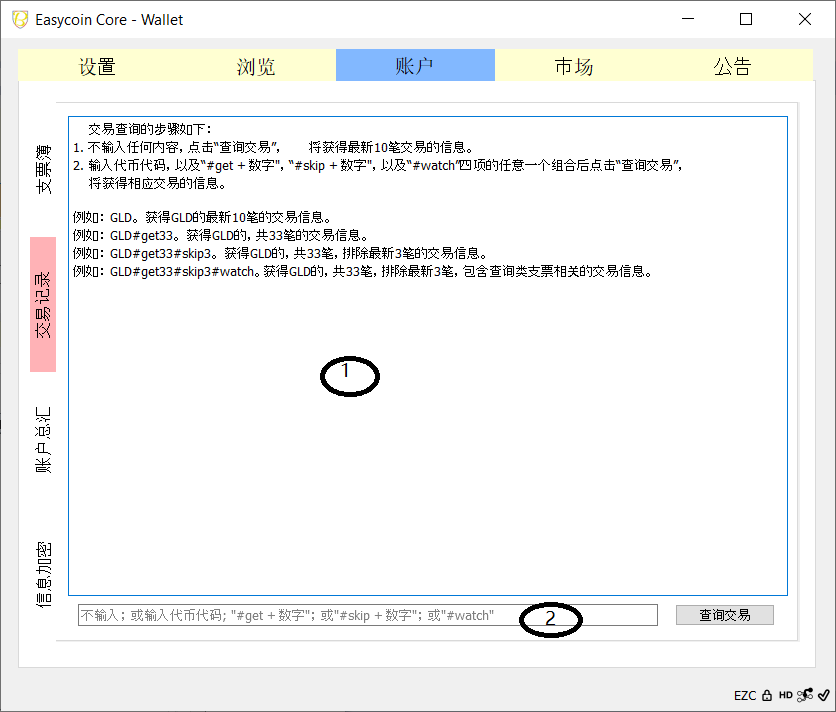 Easycoin Core - Wallet
设置 浏览 账户 市场 公告
支票簿
交易记录
账户总汇
信息加密
交易查询的步骤如下：
1. 不输入任何内容，点击“查询交易”， 将获得最新10笔交易的信息。
2. 输入代币代码，以及“#get + 数字"，“#skip + 数字"，以及“#watch”四项的任意一个组合后点击“查询交易”，
将获得相应交易的信息。
例如：GLD。获得GLD的最新10笔的交易信息。
例如：GLD#get33。获得GLD的，共33笔的交易信息。
例如：GLD#get33#skip3。获得GLD的，共33笔，排除最新3笔的交易信息。
例如：GLD#get33#skip3#watch。获得GLD的，共33笔，排除最新3笔，包含查询类支票相关的交易信息。
1
不输入；或输入代币代码; "#get + 数字"；或"#skip + 数字"；或"#watch"
2
查询交易
EZC HD